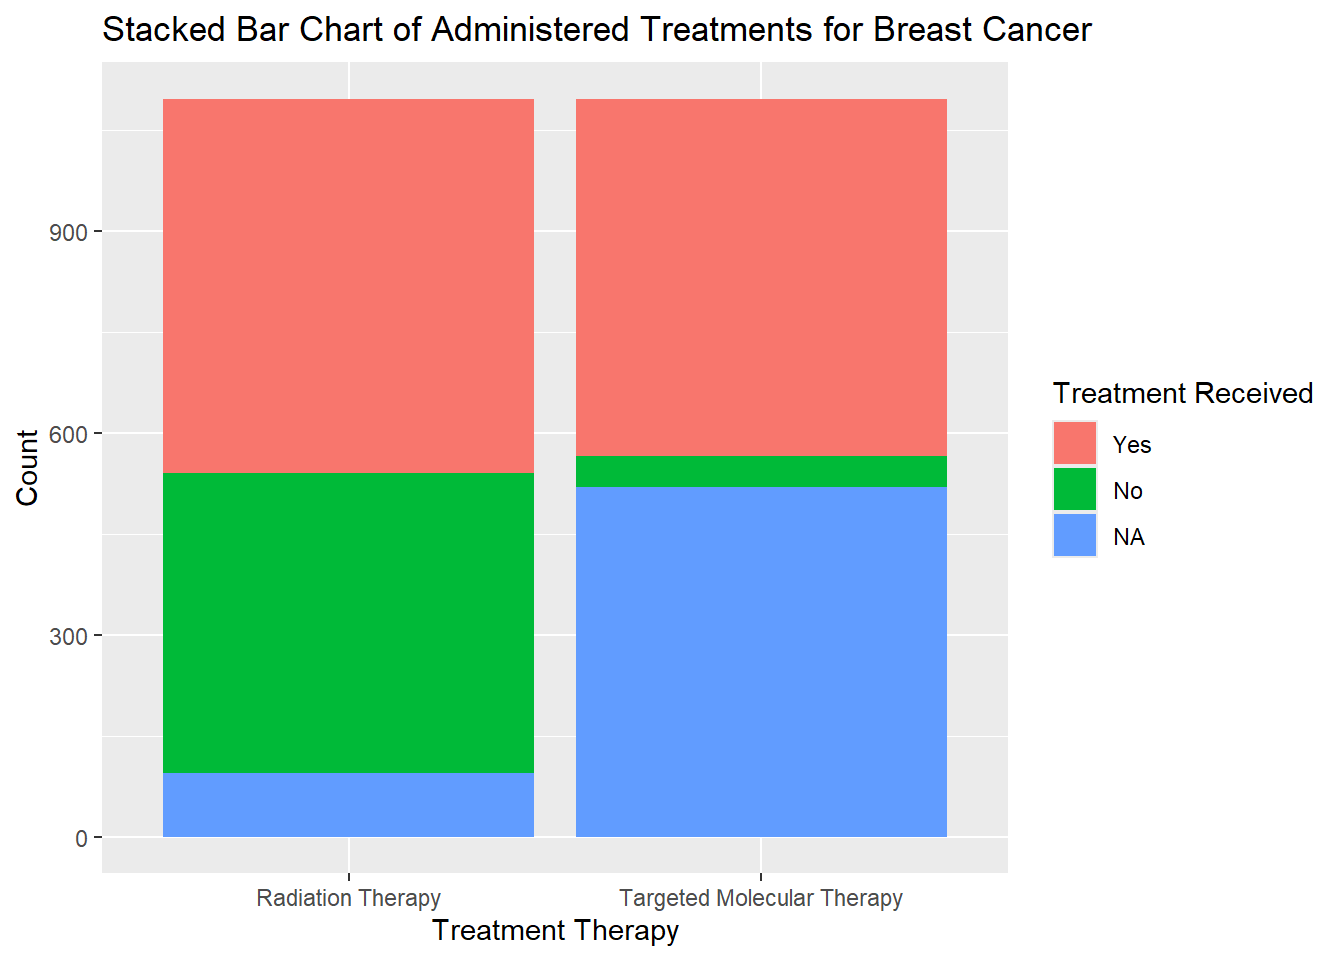 Stacked Bar Chart of Administered Treatments for Breast Cancer
900
600
300
0
Count
Radiation Therapy
Targeted Molecular Therapy
Treatment Therapy
Treatment Received
Yes
No
NA